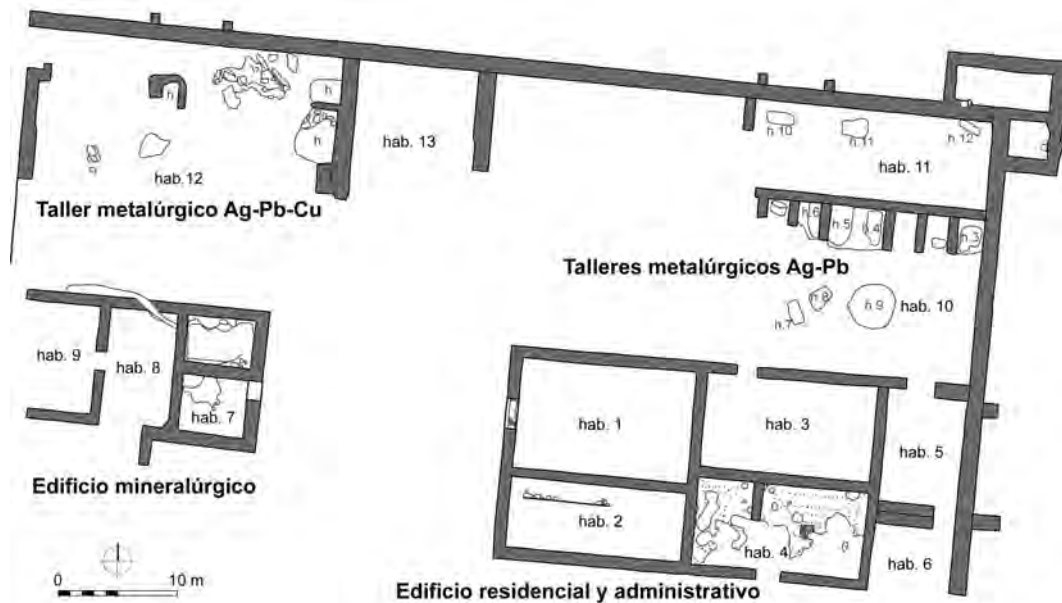 h
h
h
hab. 13
h.10
h.11
h.12
hab. 11
hab. 12
Taller metalúrgico Ag-Pb-Cu
h.6
h.5
h.4
h.3
Talleres metalúrgicos Ag-Pb
h.7
h.8
h 9
hab. 10
hab. 9
hab. 8
hab. 7
Edificio mineralúrgico
hab. 1
hab. 3
hab. 5
hab. 2
hab. 4
hab. 6
0
10 m
Edificio residencial y administrativo